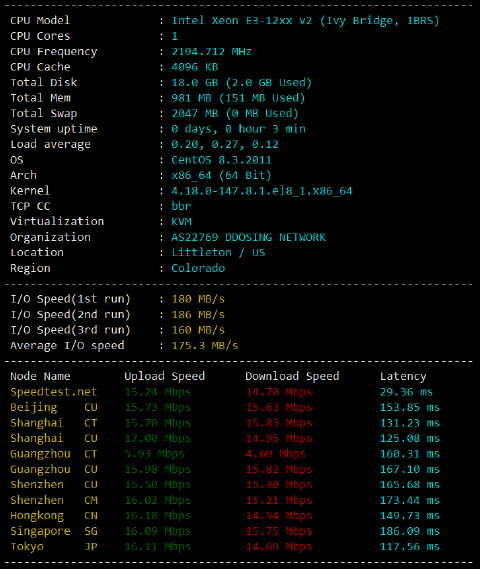 CPU Model : Intel Xeon E3-12xx v2 (Ivy Bridge, IBRS)
CPU Cores : 1
CPU Frequency : 2194.712 MHz
CPU Cache : 4096 KB
Total Disk : 18.0 GB (2.0 GB Used)
Total Mem : 981 MB (151 MB Used)
Total Swap : 2047 MB (0 MB Used)
System uptime : 0 days, 0 hour 3 min
Load average : 0.20, 0.27, 0.12
OS : CentOS 8.3.2011
Arch : x86_64 (64 Bit)
Kernel : 4.18.0-147.8.1.el8_1.x86_64
TCP CC : bbr
Virtualization : KVM
Organization : AS22769 DDOSING NETWORK
Location : Littleton / US
Region : Colorado
I/O Speed(1st run) : 180 MB/s
I/O Speed(2nd run) : 186 MB/s
I/O Speed(3rd run) : 160 MB/s
Average I/O speed : 175.3 MB/s
Node Name Upload Speed Download Speed Latency
Speedtest.net 15.24 Mbps 14.70 Mbps 29.36 ms
Beijing CU 15.73 Mbps 15.63 Mbps 153.85 ms
Shanghai CT 15.70 Mbps 15.83 Mbps 131.23 ms
Shanghai CU 17.00 Mbps 14.95 Mbps 125.08 ms
Guangzhou CT 5.93 Mbps 4.60 Mbps 160.31 ms
Guangzhou CU 15.98 Mbps 15.82 Mbps 167.10 ms
Shenzhen CU 15.50 Mbps 15.30 Mbps 165.68 ms
Shenzhen CM 16.02 Mbps 15.21 Mbps 173.44 ms
Hongkong CN 16.18 Mbps 14.54 Mbps 149.73 ms
Singapore SG 16.09 Mbps 15.75 Mbps 186.09 ms
Tokyo JP 16.11 Mbps 14.69 Mbps 117.56 ms